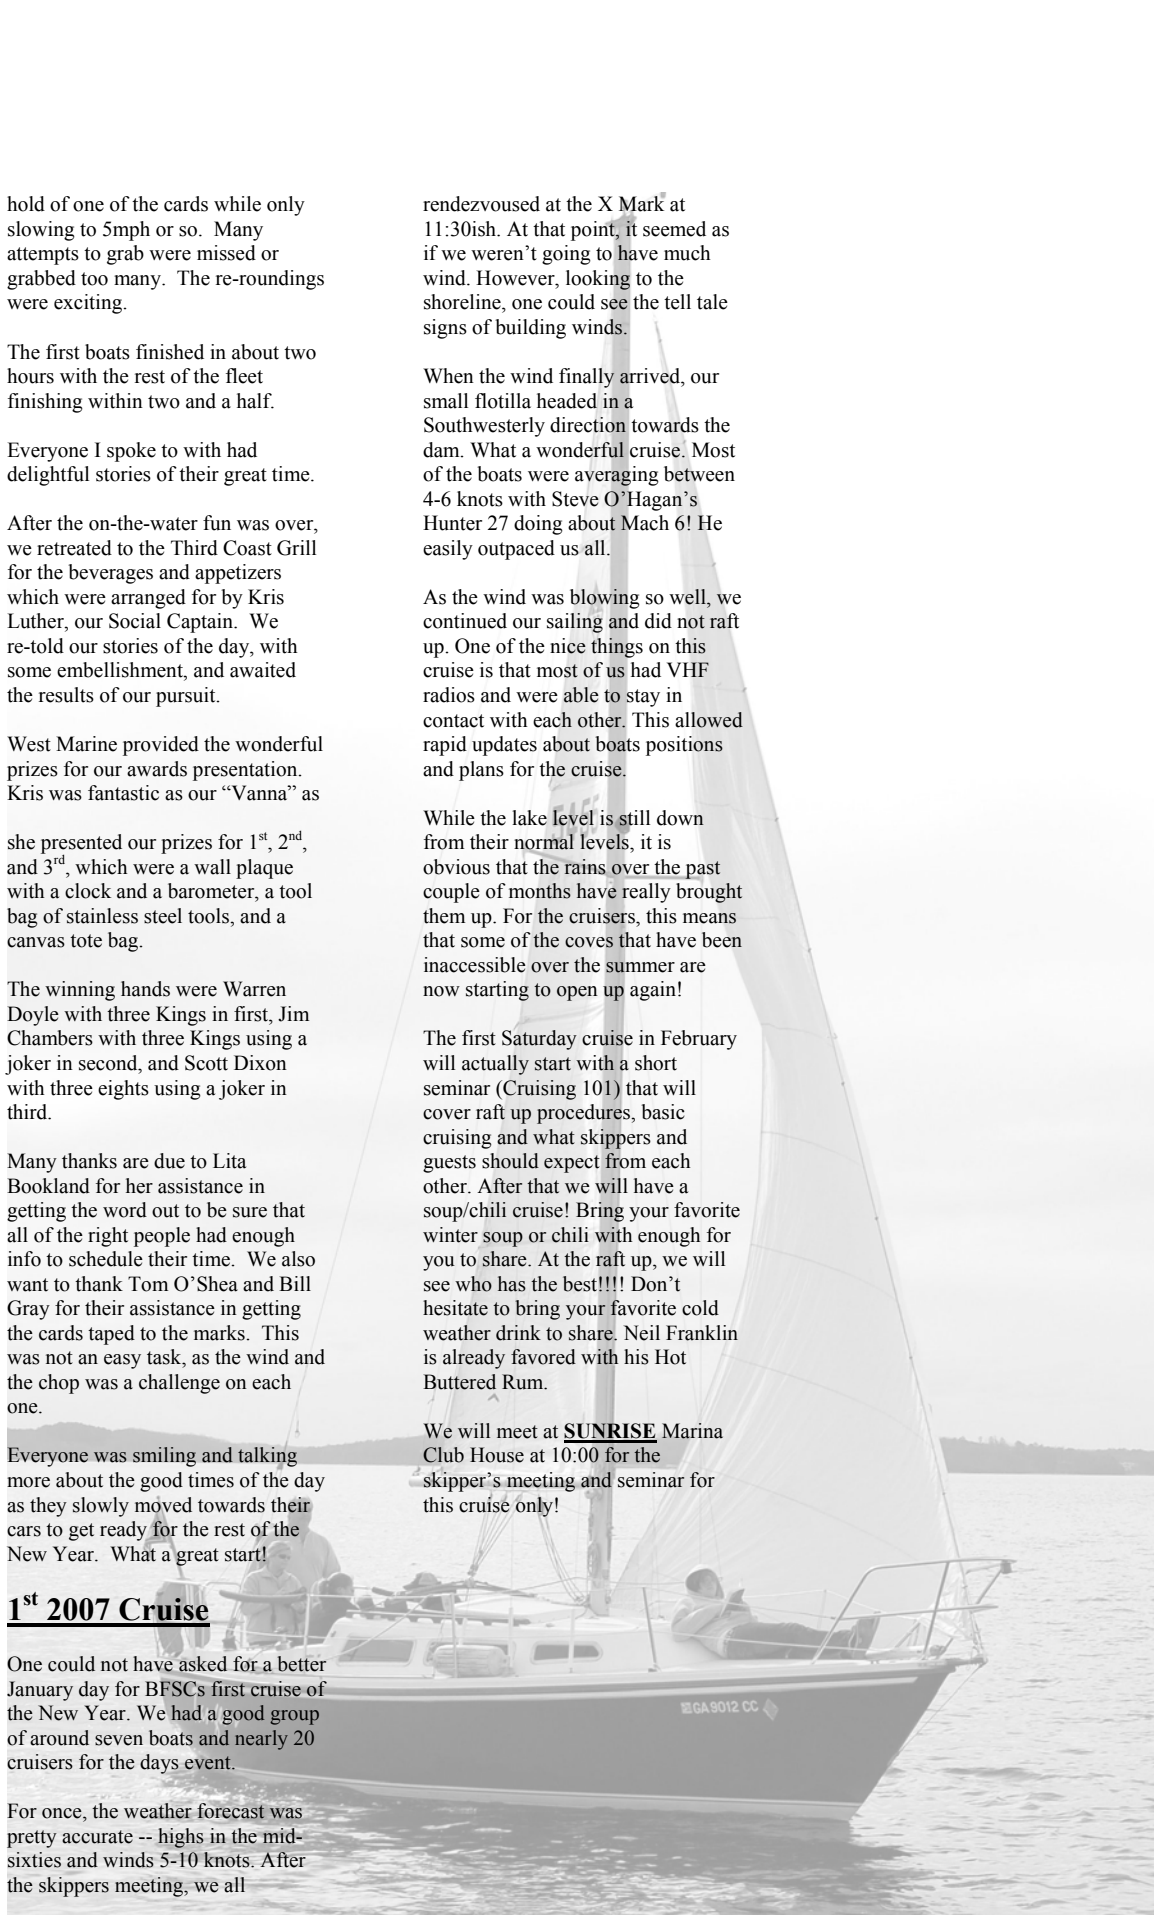 hold of one of the cards while only
slowing to 5mph or so.  Many
attempts to grab were missed or
grabbed too many.  The re-roundings
were exciting.
The first boats finished in about two
hours with the rest of the fleet
finishing within two and a half.
Everyone I spoke to with had
delightful stories of their great time.
After the on-the-water fun was over,
we retreated to the Third Coast Grill
for the beverages and appetizers
which were arranged for by Kris
Luther, our Social Captain.  We
re-told our stories of the day, with
some embellishment, and awaited
the results of our pursuit.
West Marine provided the wonderful
prizes for our awards presentation.
Kris was fantastic as our “Vanna” as
she presented our prizes for 1st, 2nd,
and 3rd, which were a wall plaque
with a clock and a barometer, a tool
bag of stainless steel tools, and a
canvas tote bag.
The winning hands were Warren
Doyle with three Kings in first, Jim
Chambers with three Kings using a
joker in second, and Scott Dixon
with three eights using a joker in
third.
Many thanks are due to Lita
Bookland for her assistance in
getting the word out to be sure that
all of the right people had enough
info to schedule their time.  We also
want to thank Tom O’Shea and Bill
Gray for their assistance in getting
the cards taped to the marks.  This
was not an easy task, as the wind and
the chop was a challenge on each
one.
Everyone was smiling and talking
more about the good times of the day
as they slowly moved towards their
cars to get ready for the rest of the
New Year.  What a great start!
1st 2007 Cruise
One could not have asked for a better
January day for BFSCs first cruise of
the New Year. We had a good group
of around seven boats and nearly 20
cruisers for the days event.
For once, the weather forecast was
pretty accurate -- highs in the mid-
sixties and winds 5-10 knots. After
the skippers meeting, we all
rendezvoused at the X Mark at
11:30ish. At that point, it seemed as
if we weren’t going to have much
wind. However, looking to the
shoreline, one could see the tell tale
signs of building winds.
When the wind finally arrived, our
small flotilla headed in a
Southwesterly direction towards the
dam. What a wonderful cruise. Most
of the boats were averaging between
4-6 knots with Steve O’Hagan’s
Hunter 27 doing about Mach 6! He
easily outpaced us all.
As the wind was blowing so well, we
continued our sailing and did not raft
up. One of the nice things on this
cruise is that most of us had VHF
radios and were able to stay in
contact with each other. This allowed
rapid updates about boats positions
and plans for the cruise.
While the lake level is still down
from their normal levels, it is
obvious that the rains over the past
couple of months have really brought
them up. For the cruisers, this means
that some of the coves that have been
inaccessible over the summer are
now starting to open up again!
The first Saturday cruise in February
will actually start with a short
seminar (Cruising 101) that will
cover raft up procedures, basic
cruising and what skippers and
guests should expect from each
other. After that we will have a
soup/chili cruise! Bring your favorite
winter soup or chili with enough for
you to share. At the raft up, we will
see who has the best!!!! Don’t
hesitate to bring your favorite cold
weather drink to share. Neil Franklin
is already favored with his Hot
Buttered Rum.
We will meet at SUNRISE Marina
Club House at 10:00 for the
skipper’s meeting and seminar for
this cruise only!
GA 9012 CC